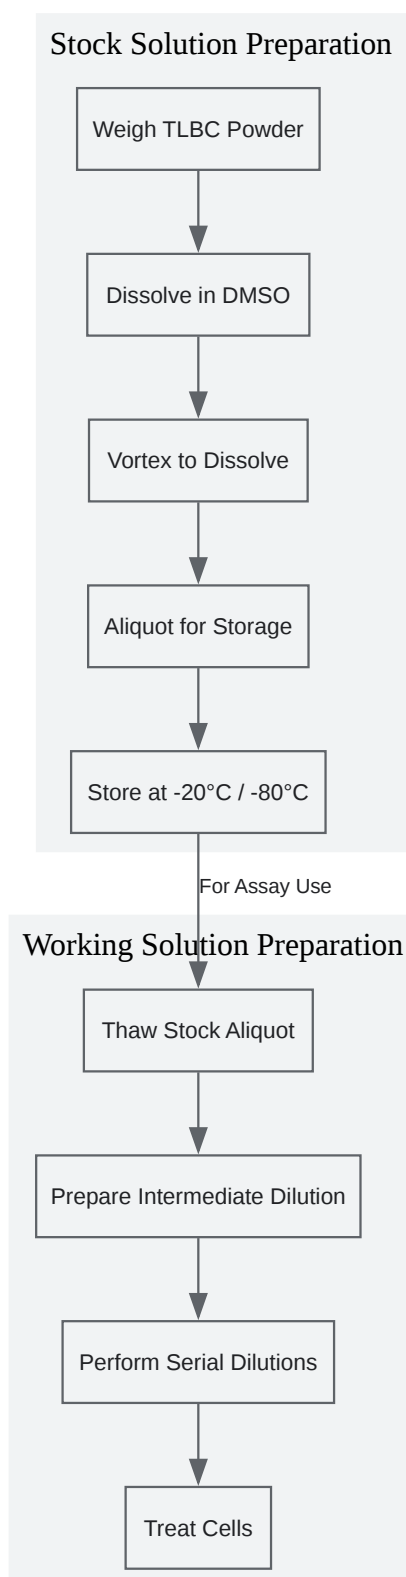 Stock Solution Preparation
Weigh TLBC Powder
Dissolve in DMSO
Vortex to Dissolve
Aliquot for Storage
Store at -20°C / -80°C
For Assay Use
Working Solution Preparation
Thaw Stock Aliquot
Prepare Intermediate Dilution
Perform Serial Dilutions
Treat Cells